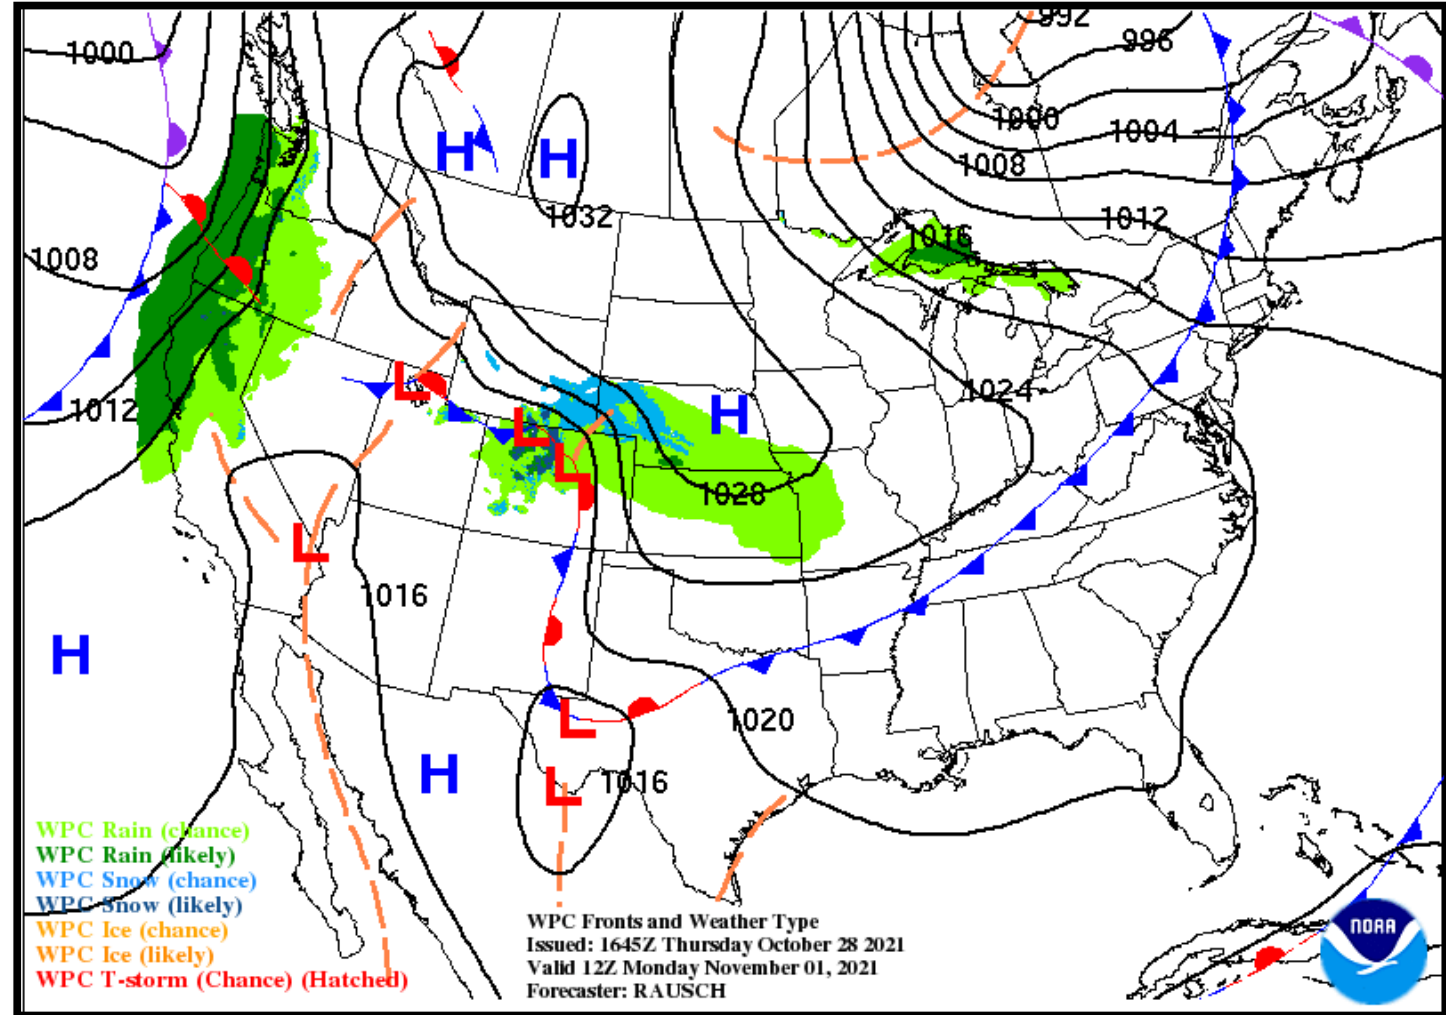 992
996
1000
1000
1004
1008
H
H
1032
1012
1016
1008
L
1024
1012
H
L
L
1028
L
1016
H
L
1020
H
L
1016
WPC Rain (chance)
WPC Rain (likely)
WPC Snow (chance)
WPC Snow (likely)
WPC Ice (chance)
WPC Ice (likely)
WPC T-storm (Chance) (Hatched)
WPC Fronts and Weather Type
Issued: 1645Z Thursday October 28 2021
Valid 12Z Monday November 01, 2021
Forecaster: RAUSCH
NOAA